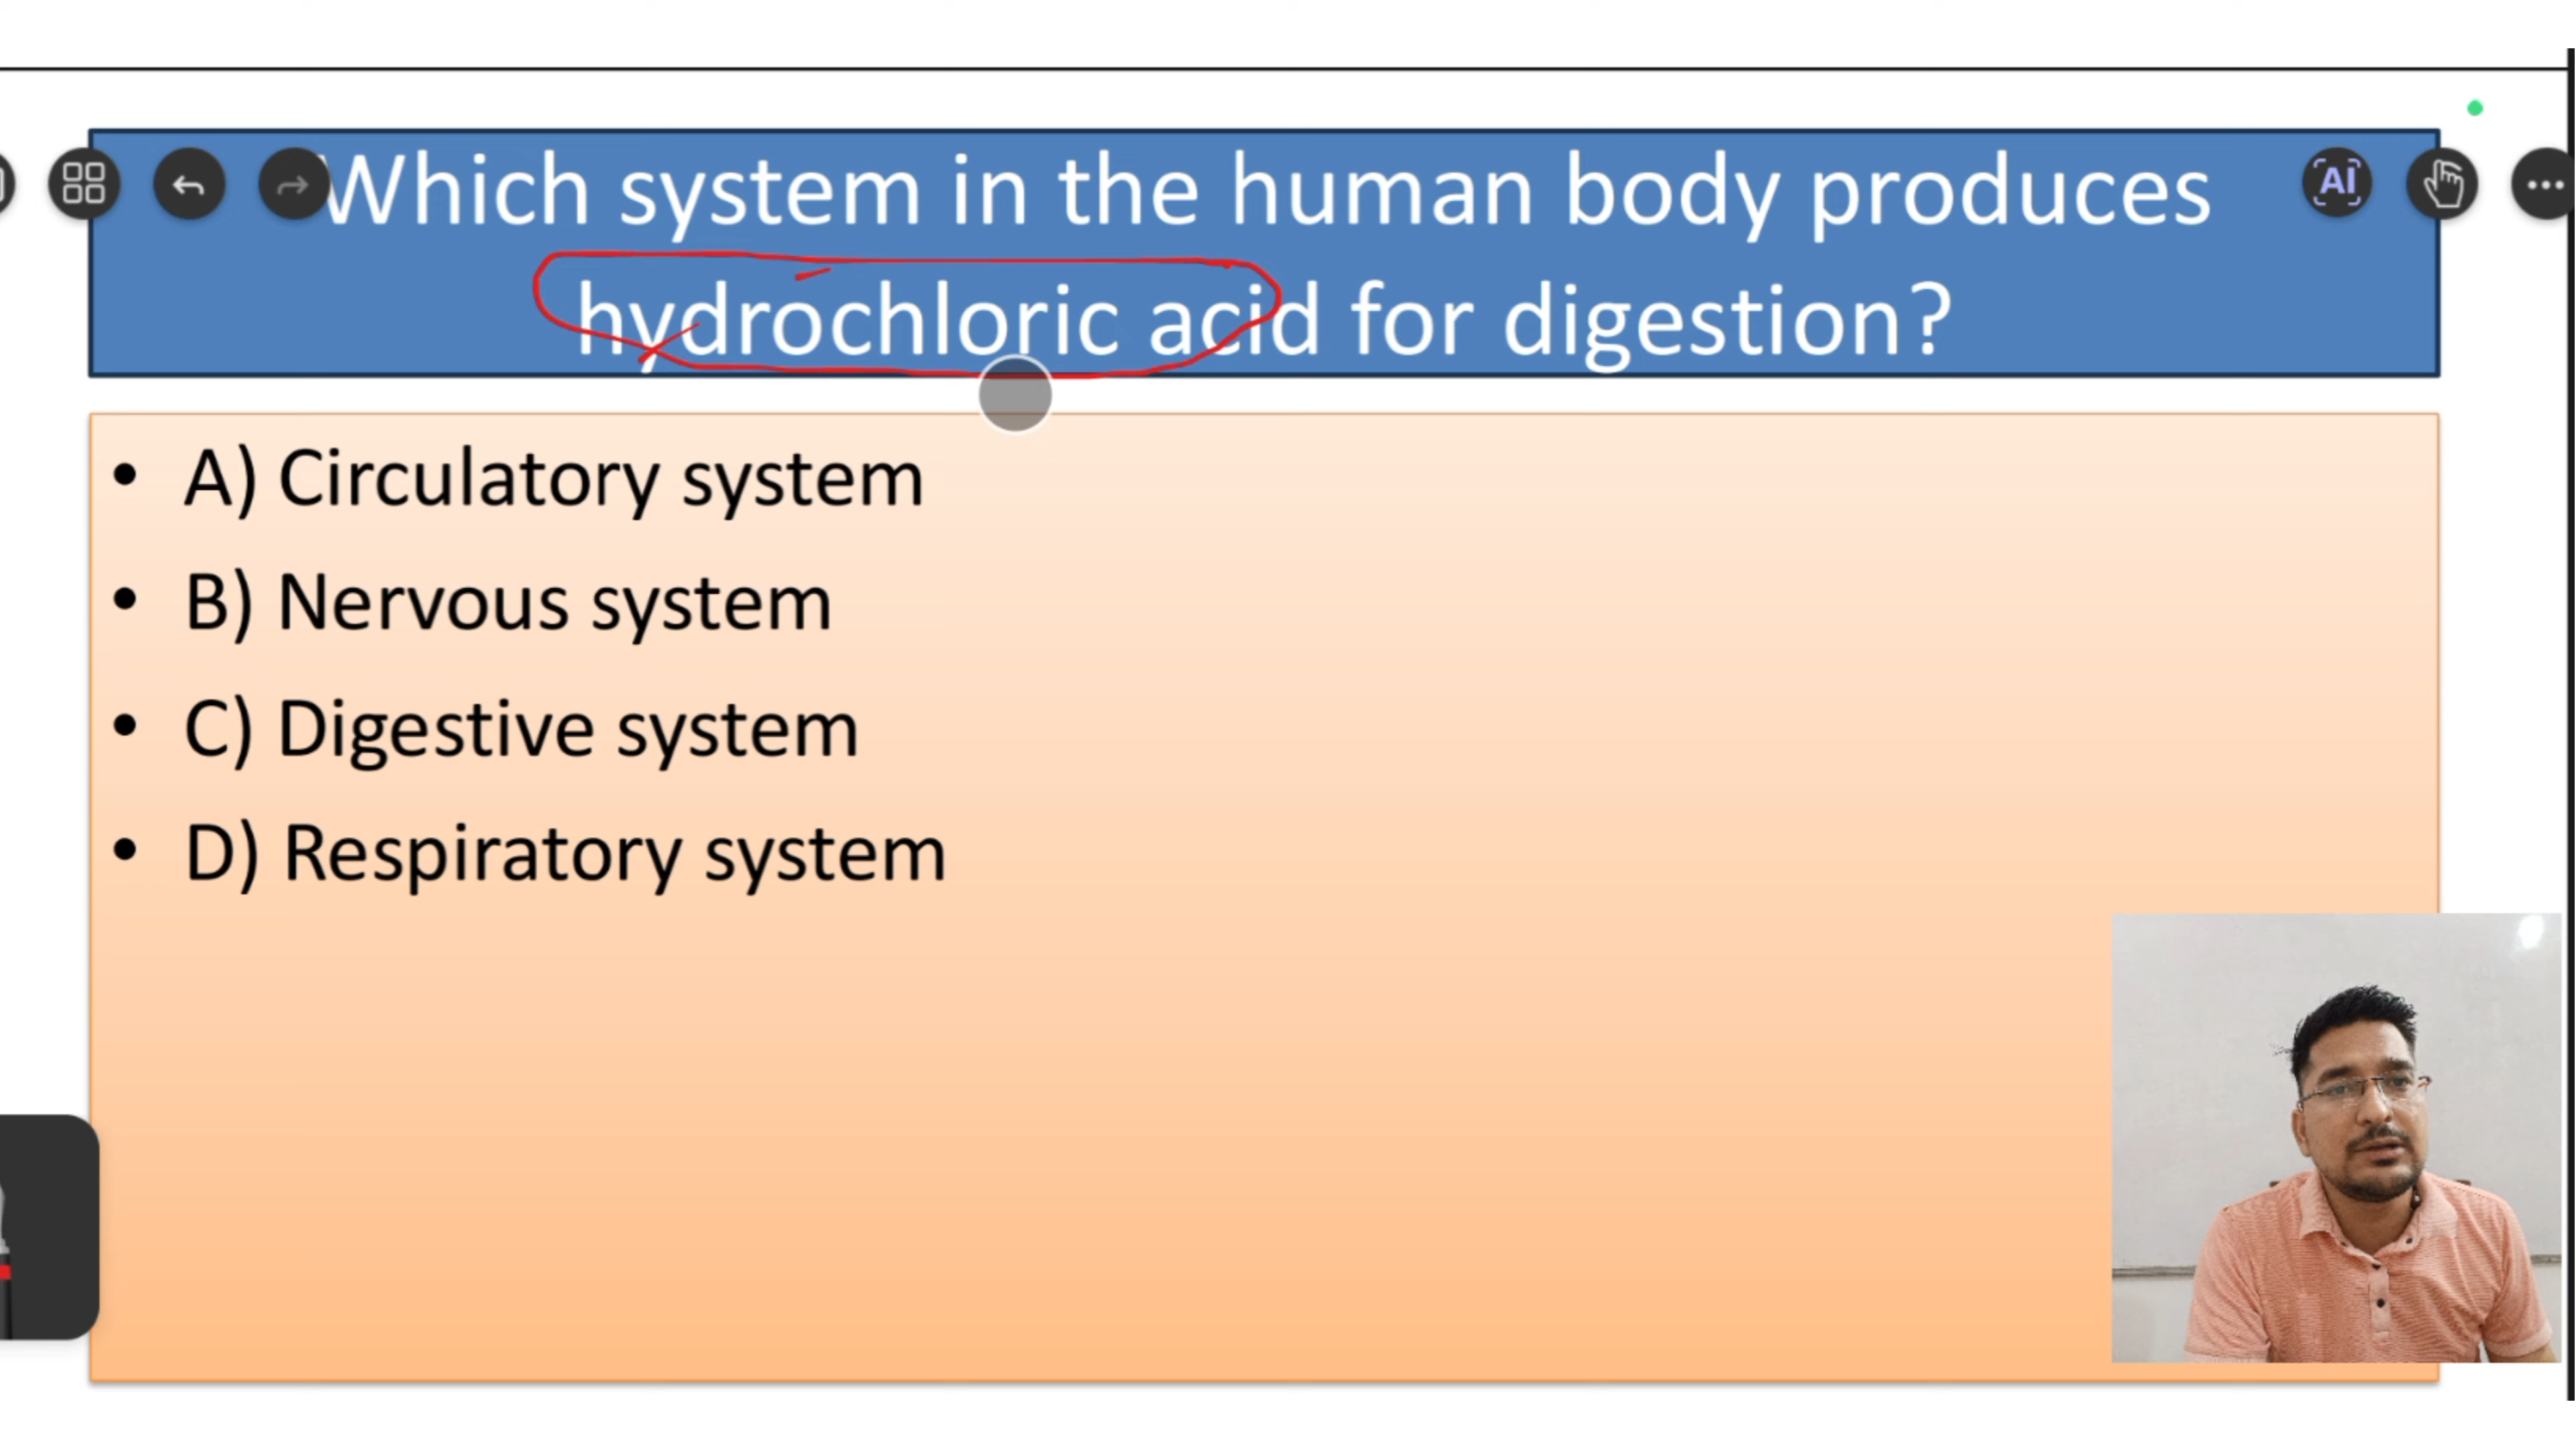 Which system in the human body produces
hydrochloric acid for digestion?
AI
• A) Circulatory system
• B) Nervous system
• C) Digestive system
• D) Respiratory system